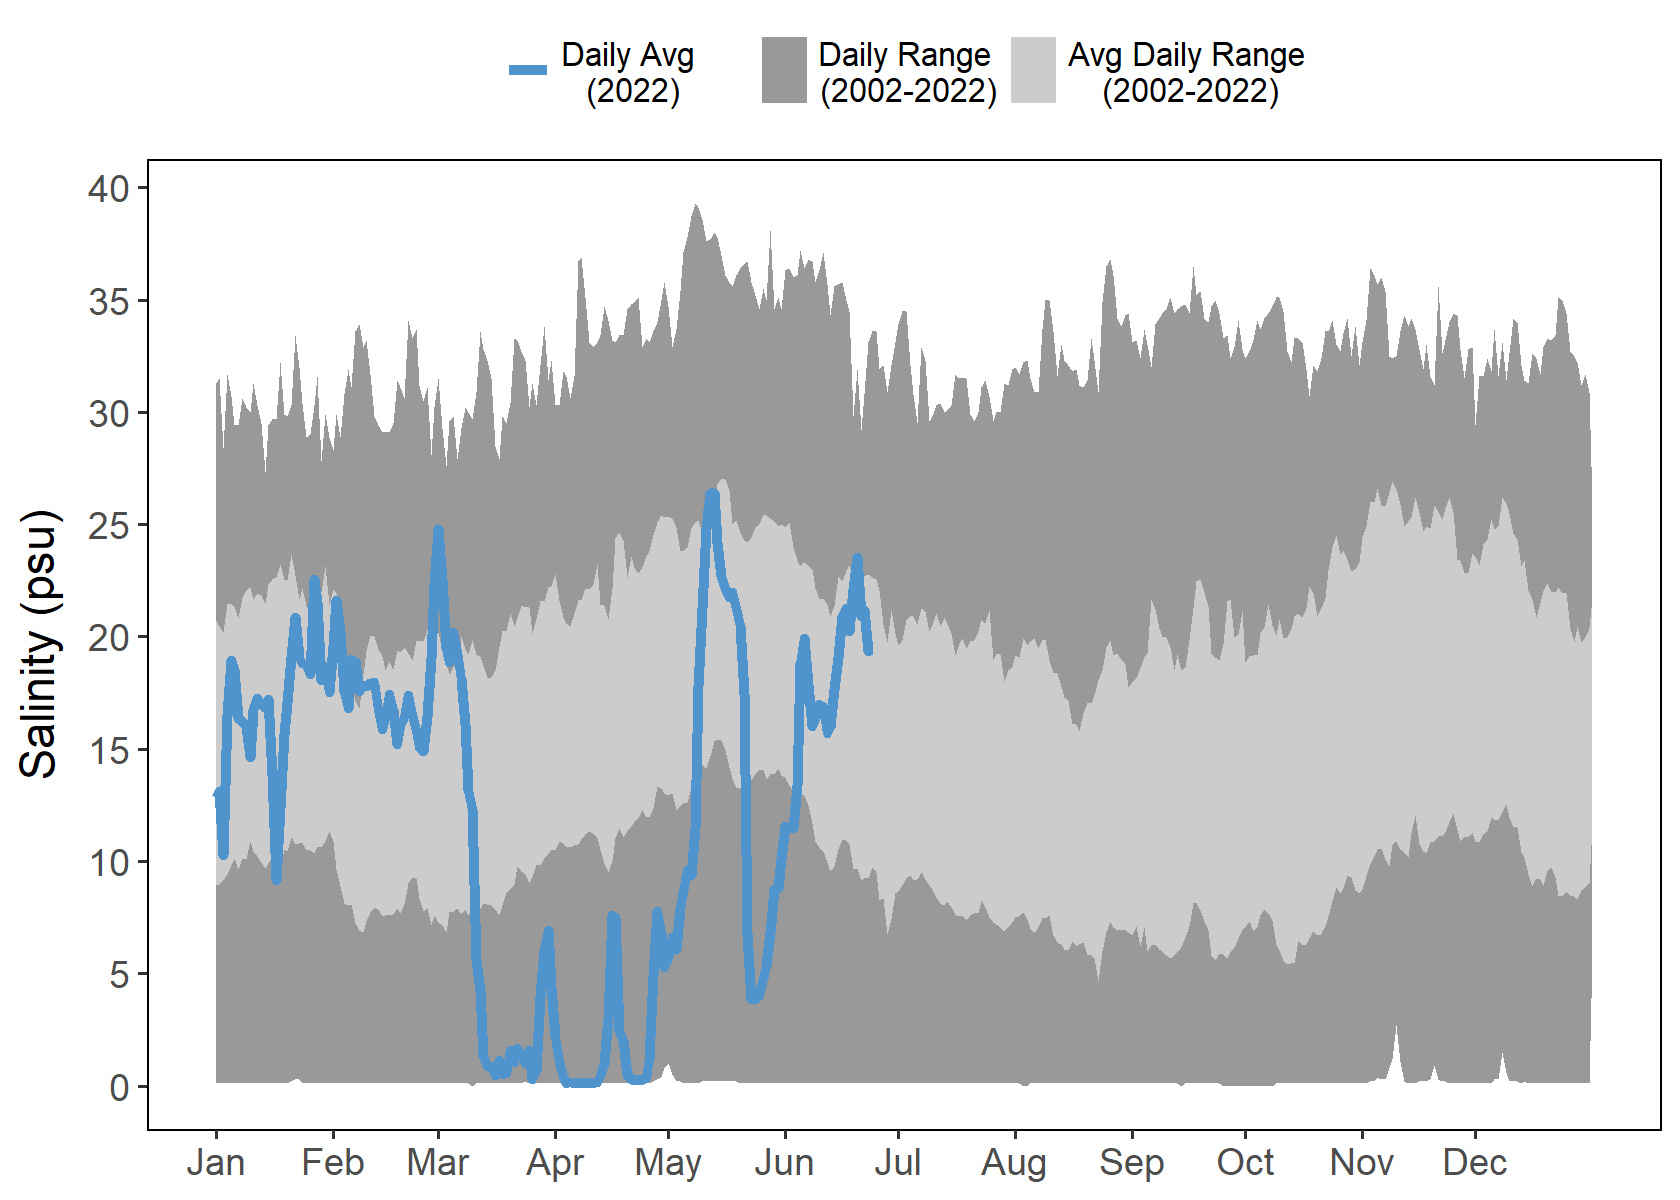 Daily Avg
(2022)
Daily Range
(2002-2022)
Avg Daily Range
(2002-2022)
Salinity (psu)
40
35
30
25
20
15
10
5
0
Jan Feb Mar Apr May Jun Jul Aug Sep Oct Nov Dec